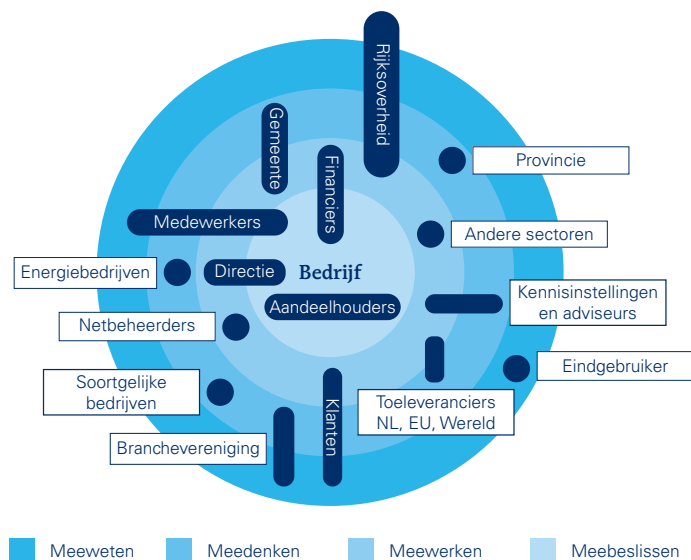 Rijksoverheid
Gemeente
Financiers
Provincie
Medewerkers
Andere sectoren
Energiebedrijven
Directie
Bedrijf
Aandeelhouders
Kennisinstellingen
en adviseurs
Netbeheerders
Eindgebruiker
Soortgelijke
bedrijven
Toeleveranciers
NL, EU, Wereld
Klanten
Branchevereniging
Meeweten
Meedenken
Meewerken
Meebeslissen